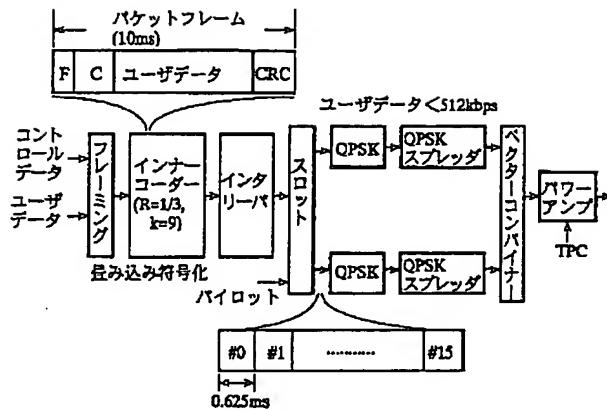 パケットフレーム
(10ms)
F C ユーザデータ CRC
ユーザデータ<512kbps
コント
ロール
データ
ユーザ
データ
フレーミング
インナー
コーダー
(R=1/3,
k=9)
インタ
リーバ
スロット
QPSK
QPSK
スプレッダ
ベクターコンバイナー
パワー
アンプ
TPC
畳み込み符号化
パイロット
QPSK
QPSK
スプレッダ
#0 #1 ........... #15
0.625ms